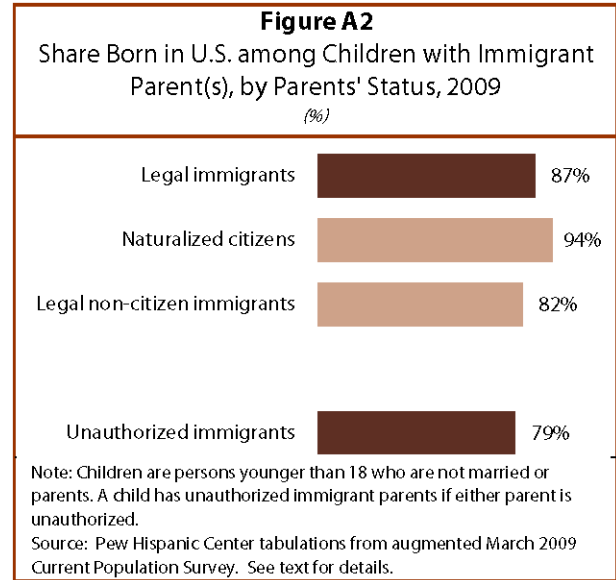 Figure A2
Share Born in U.S. among Children with Immigrant
Parent(s), by Parents' Status, 2009
(%)
Legal immigrants 87%
Naturalized citizens 94%
Legal non-citizen immigrants 82%
Unauthorized immigrants 79%
Note: Children are persons younger than 18 who are not married or
parents. A child has unauthorized immigrant parents if either parent is
unauthorized.
Source: Pew Hispanic Center tabulations from augmented March 2009
Current Population Survey. See text for details.